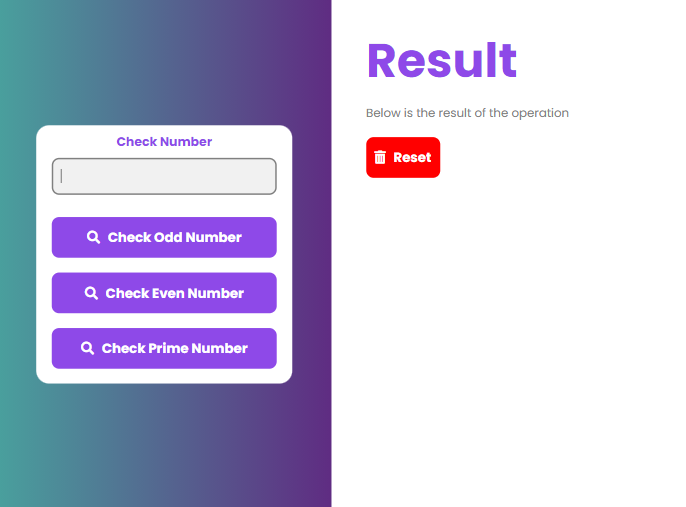 Check Number
Check Odd Number
Check Even Number
Check Prime Number
Result
Below is the result of the operation
Reset